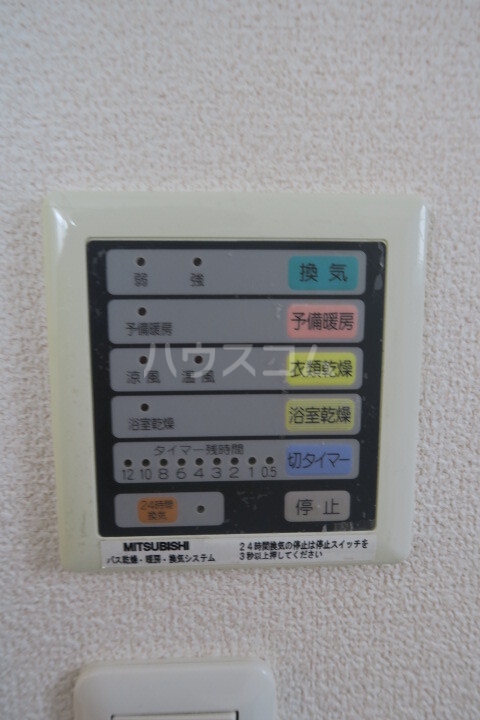 換気
弱 強
予備暖房
予備暖房
衣類乾燥
涼風 温風
ハウスコム
浴室乾燥
浴室乾燥
タイマー残時間
切タイマー
12 10 8 6 4 3 2 1 0.5
24時間
換気
停止
MITSUBISHI
バス乾燥・暖房・換気システム
24時間換気の停止は停止スイッチを
3秒以上押してください